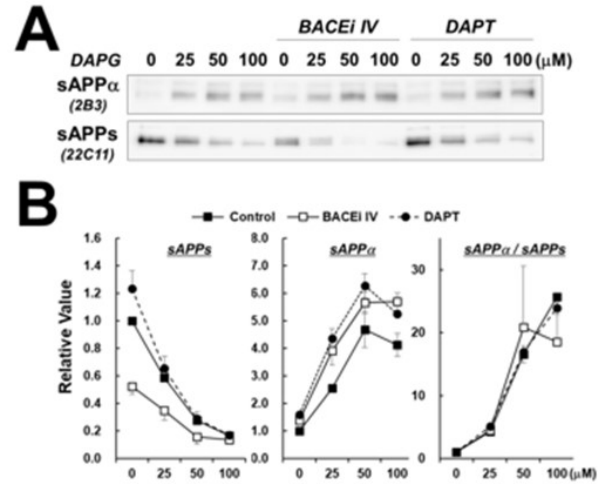 A
BACEi IV DAPT
DAPG 0 25 50 100 0 25 50 100 0 25 50 100 (μM)
sAPPα
(2B3)
sAPPs
(22C11)
B
Control BACEi IV DAPT
sAPPs sAPPα sAPPα / sAPPs
Relative Value
1.6
1.4
1.2
1.0
0.8
0.6
0.4
0.2
0.0
8.0
7.0
6.0
5.0
4.0
3.0
2.0
1.0
0.0
30
20
10
0
0 25 50 100 0 25 50 100 0 25 50 100 (μM)